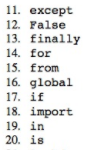 11. except
12. False
13. finally
14. for
15. from
16. global
17. if
18. import
19. in
20. is